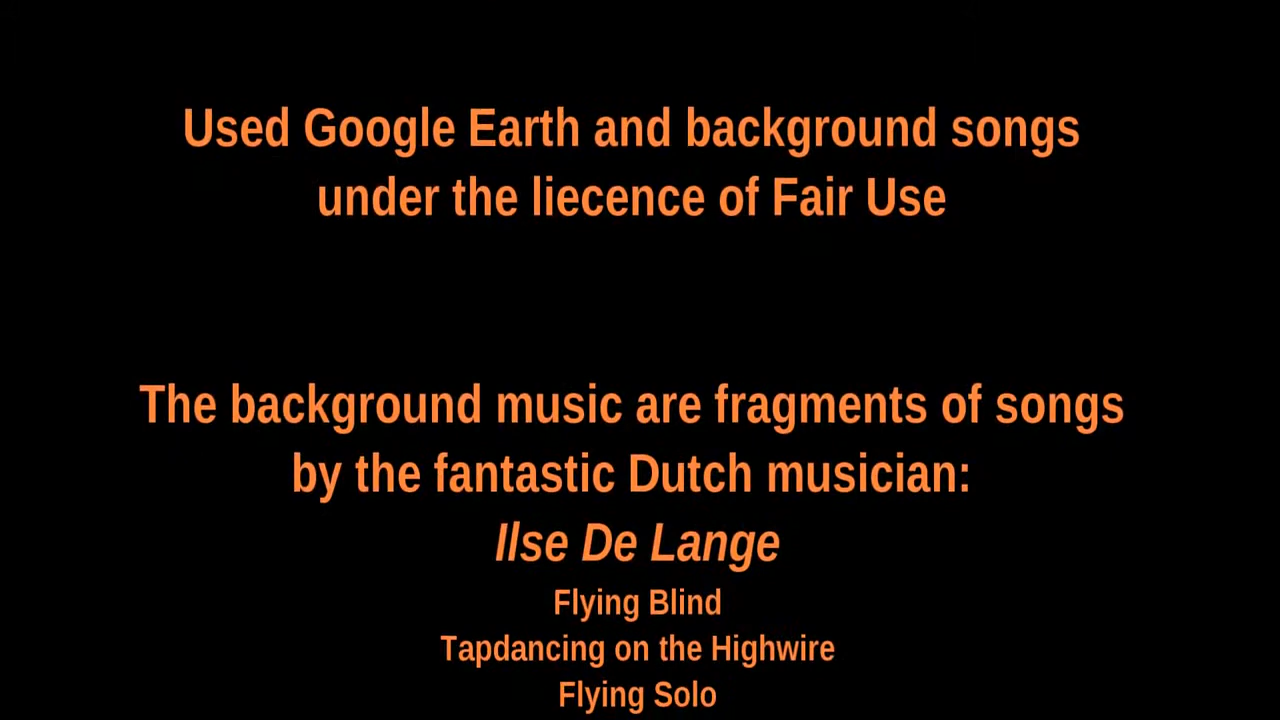 Used Google Earth and background songs
under the liecence of Fair Use
The background music are fragments of songs
by the fantastic Dutch musician:
Ilse De Lange
Flying Blind
Tapdancing on the Highwire
Flying Solo